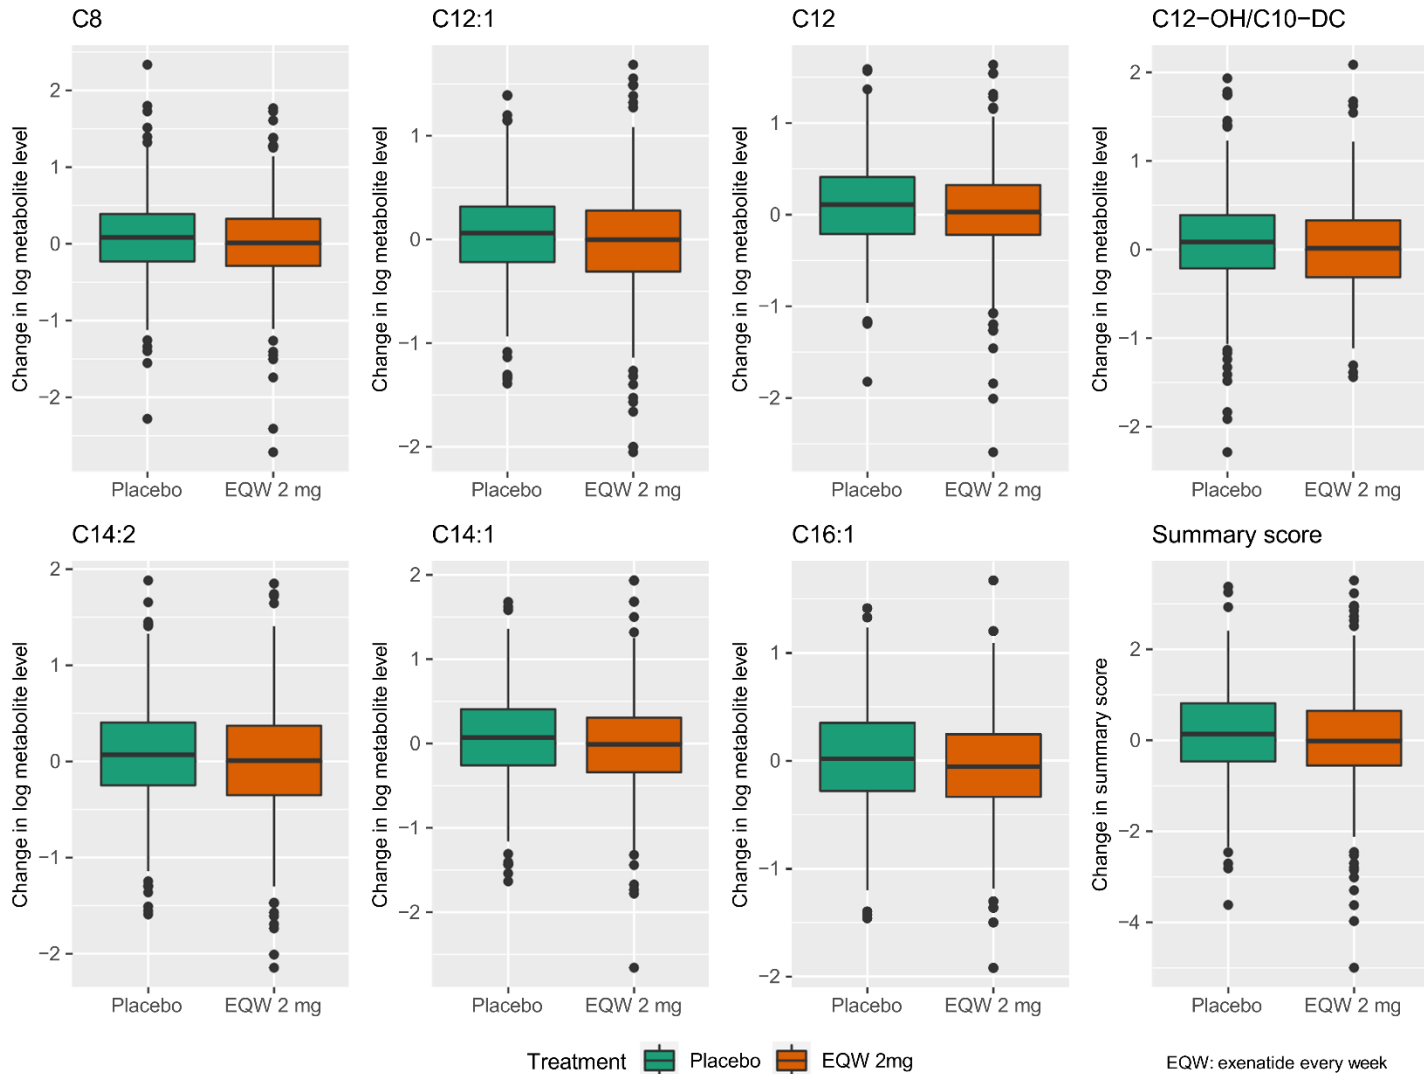 C8
C12:1
C12
C12−OH/C10−DC
Change in log metabolite level
2
1
0
−1
−2
Placebo
EQW 2 mg
Change in log metabolite level
1
0
−1
−2
Placebo
EQW 2 mg
Change in log metabolite level
1
0
−1
−2
Placebo
EQW 2 mg
Change in log metabolite level
2
1
0
−1
−2
Placebo
EQW 2 mg
C14:2
C14:1
C16:1
Summary score
Change in log metabolite level
2
1
0
−1
−2
Placebo
EQW 2 mg
Change in log metabolite level
2
1
0
−1
−2
Placebo
EQW 2 mg
Change in log metabolite level
1
0
−1
−2
Placebo
EQW 2 mg
Change in summary score
2
0
−2
−4
Placebo
EQW 2 mg
Treatment
Placebo
EQW 2mg
EQW: exenatide every week